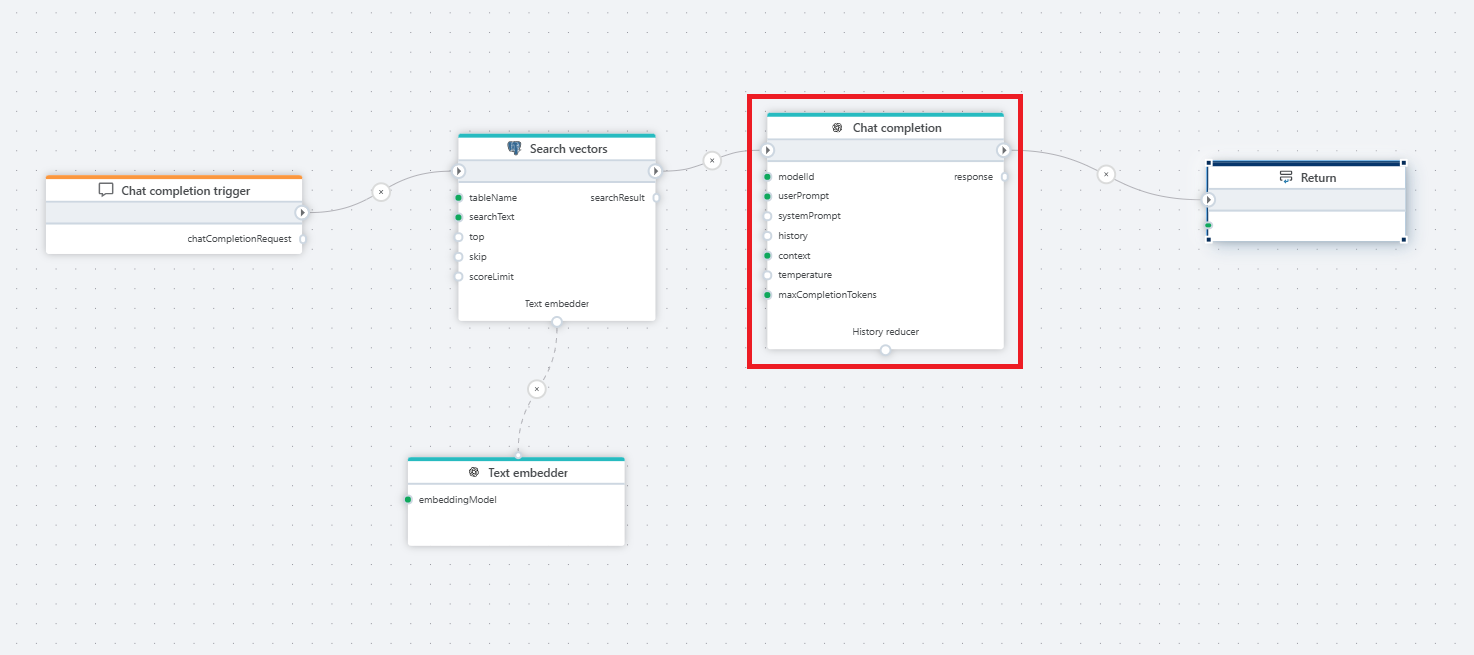 Chat completion trigger
chatCompletionRequest
Search vectors
tableName
searchResult
searchText
top
skip
scoreLimit
Text embedder
Text embedder
embeddingModel
Chat completion
modelId
response
userPrompt
systemPrompt
history
context
temperature
maxCompletionTokens
History reducer
Return